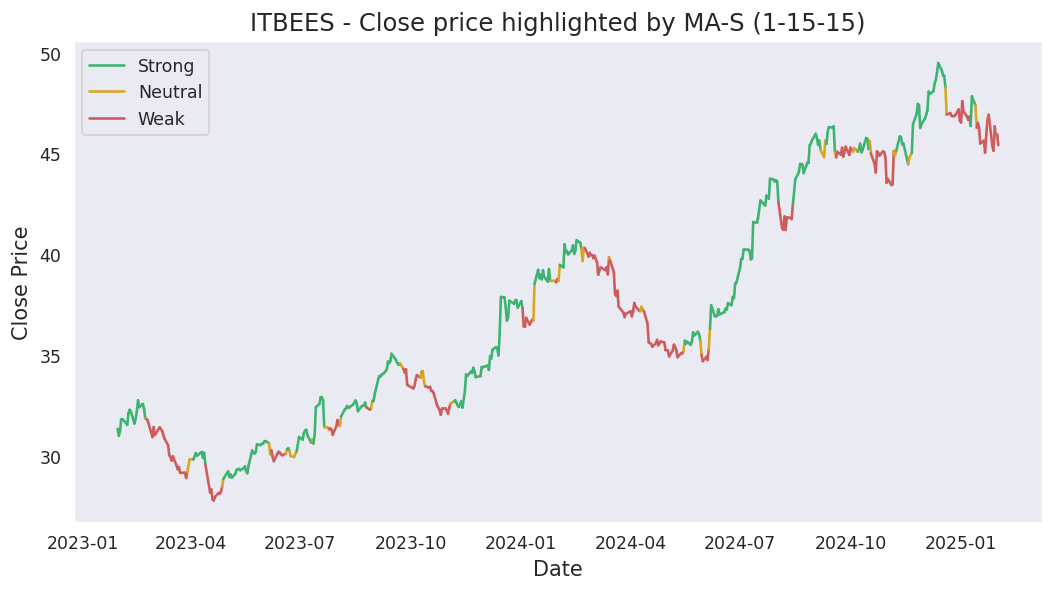 ITBEES - Close price highlighted by MA-S (1-15-15)
Strong
Neutral
Weak
Close Price
50
45
40
35
30
2023-01 2023-04 2023-07 2023-10 2024-01 2024-04 2024-07 2024-10 2025-01
Date